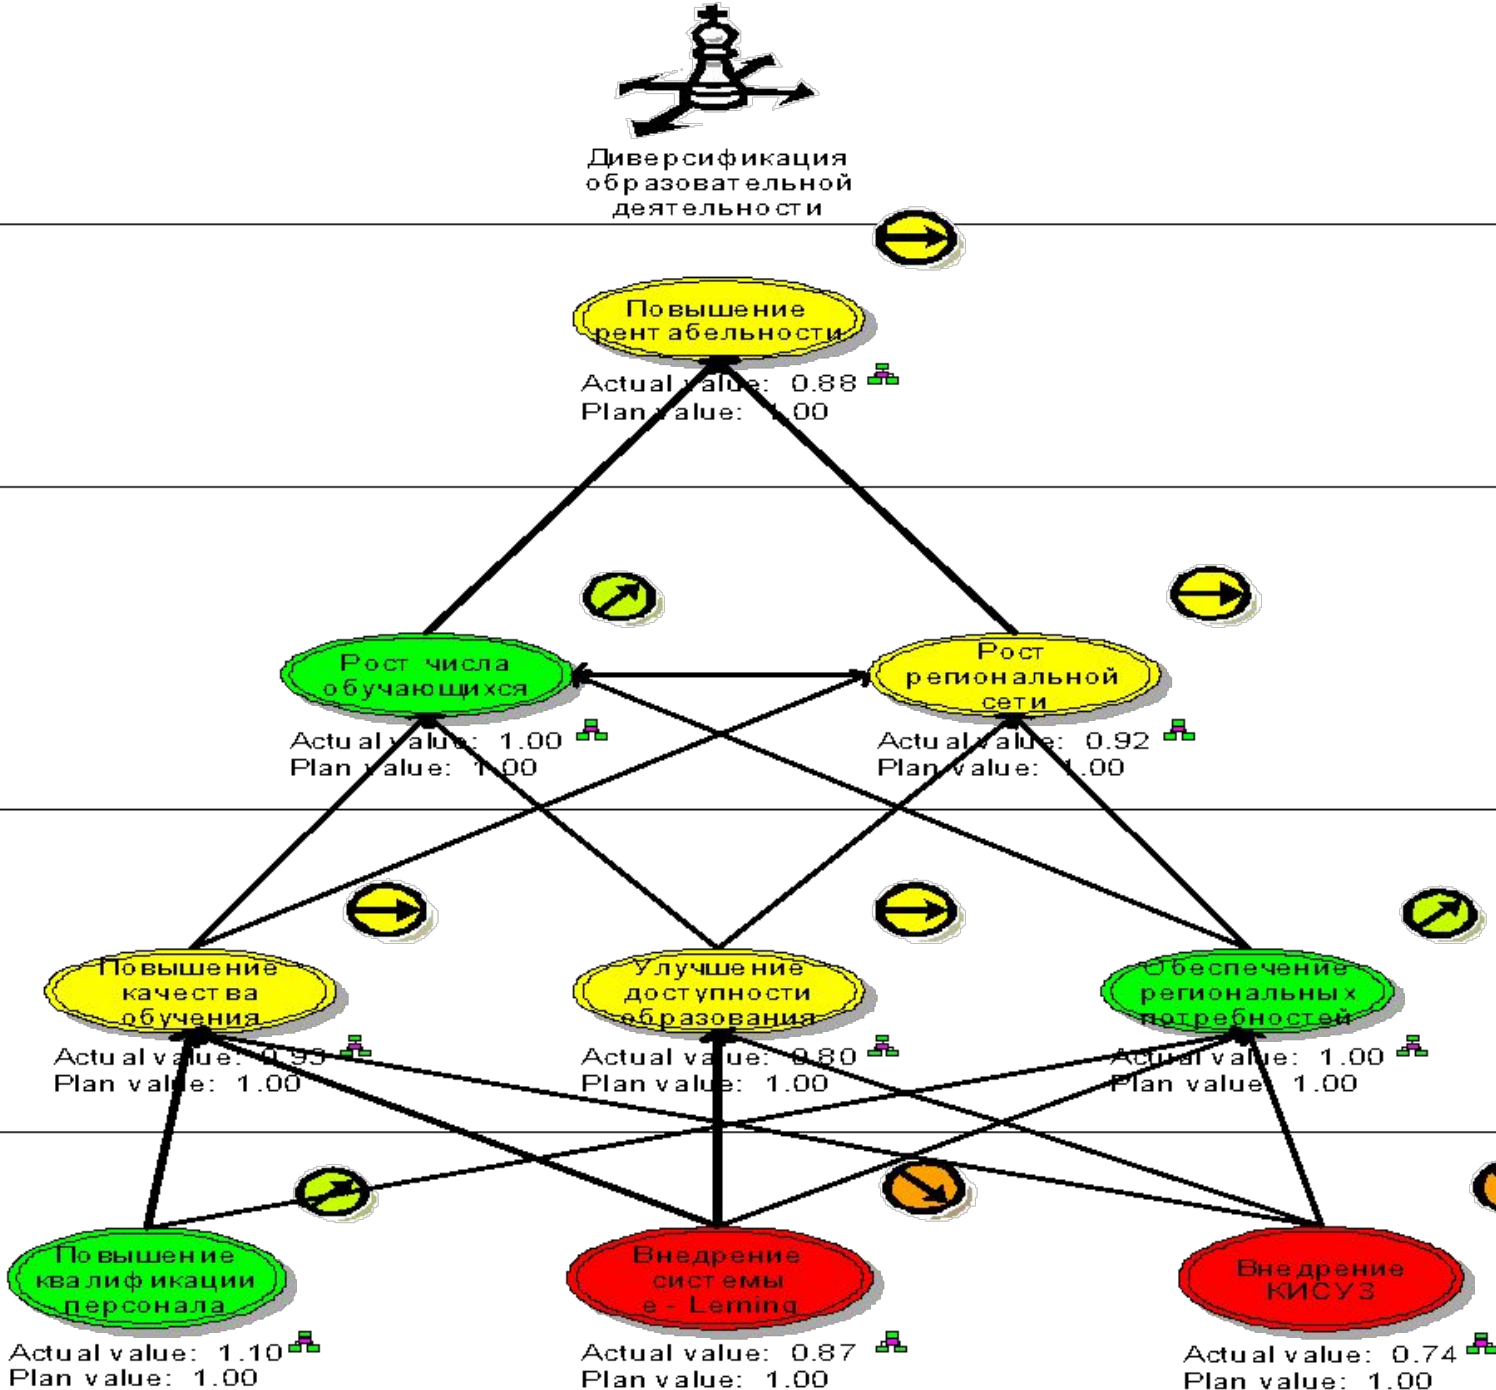 Диверсификация
образовательной
деятельности
Повышение
рентабельности
Actual value: 0.88
Plan value: 1.00
Рост числа
обучающихся
Actual value: 1.00
Plan value: 1.00
Рост
региональной
сети
Actual value: 0.92
Plan value: 1.00
Повышение
качества
обучения
Actual value: 0.93
Plan value: 1.00
Улучшение
доступности
образования
Actual value: 0.80
Plan value: 1.00
Обеспечение
региональных
потребностей
Actual value: 1.00
Plan value: 1.00
Повышение
квалификации
персонала
Actual value: 1.10
Plan value: 1.00
Внедрение
системы
e - Lerning
Actual value: 0.87
Plan value: 1.00
Внедрение
КИСУЗ
Actual value: 0.74
Plan value: 1.00